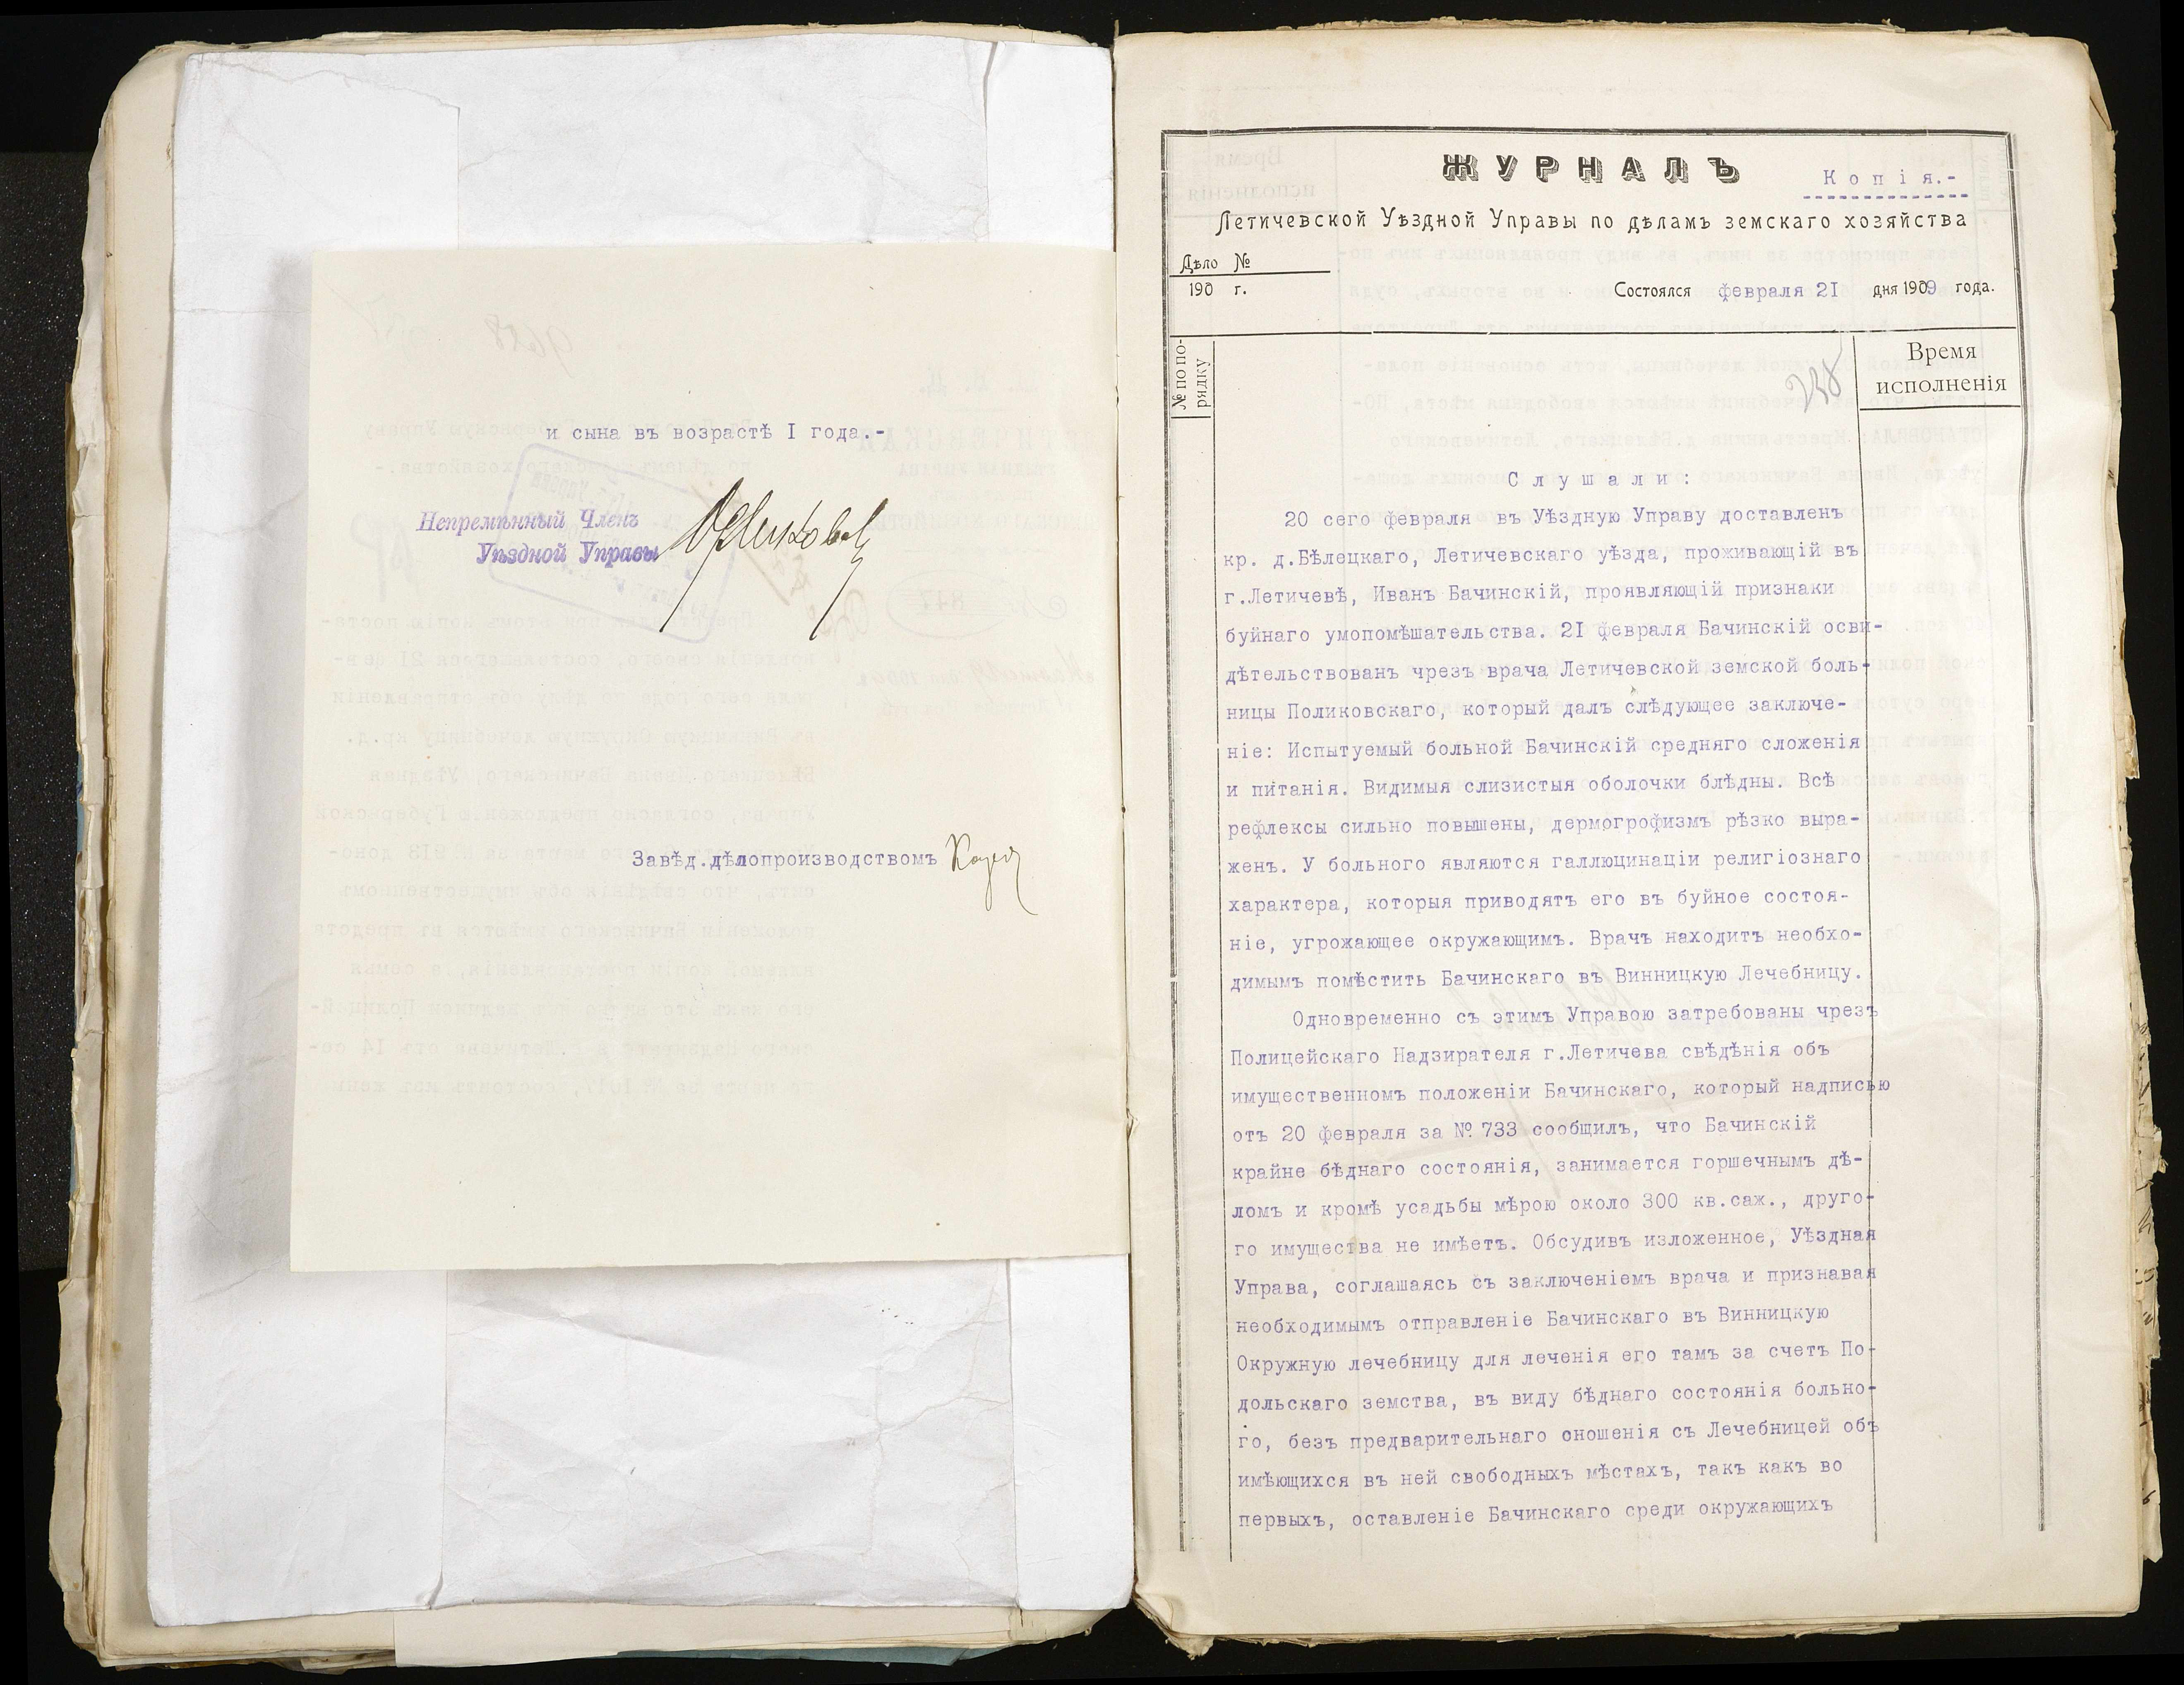 и сына въ возрастѣ I года.-
Непремѣнный Членъ
Уѣздной Управы
Завѣд.дѣлопроизводствомъ
ЖУРНАЛЪ
Копія.-
Летичевской Уѣздной Управы по дѣламъ земскаго хозяйства
Дѣло №
190 г.
Состоялся февраля 21 дня 1909 года.
№ по по-
рядку
238
Время
исполненія
Слушали:
20 сего февраля въ Уѣздную Управу доставленъ
кр. д.Бѣлецкаго, Летичевскаго уѣзда, проживающій въ
г.Летичевѣ, Иванъ Бачинскій, проявляющій признаки
буйнаго умопомѣшательства. 2I февраля Бачинскій осви-
дѣтельствованъ чрезъ врача Летичевской земской боль-
ницы Поликовскаго, который далъ слѣдующее заключе-
ніе: Испытуемый больной Бачинскій средняго сложенія
и питанія. Видимыя слизистыя оболочки блѣдны. Всѣ
рефлексы сильно повышены, дермогрофизмъ рѣзко выра-
женъ. У больного являются галлюцинаціи религіознаго
характера, которыя приводятъ его въ буйное состоя-
ніе, угрожающее окружающимъ. Врачъ находитъ необхо-
димымъ помѣстить Бачинскаго въ Винницкую Лечебницу.
Одновременно съ этимъ Управою затребованы чрезъ
Полицейскаго Надзирателя г.Летичева свѣдѣнія объ
имущественномъ положеніи Бачинскаго, который надписью
отъ 20 февраля за № 733 сообщилъ, что Бачинскій
крайне бѣднаго состоянія, занимается горшечнымъ дѣ-
ломъ и кромѣ усадьбы мѣрою около 300 кв.саж., друго-
го имущества не имѣетъ. Обсудивъ изложенное, Уѣздная
Управа, соглашаясь съ заключеніемъ врача и признавая
необходимымъ отправленіе Бачинскаго въ Винницкую
Окружную лечебницу для леченія его тамъ за счетъ По-
дольскаго земства, въ виду бѣднаго состоянія больно-
го, безъ предварительнаго сношенія съ Лечебницей объ
имѣющихся въ ней свободныхъ мѣстахъ, такъ какъ во
первыхъ, оставленіе Бачинскаго среди окружающихъ